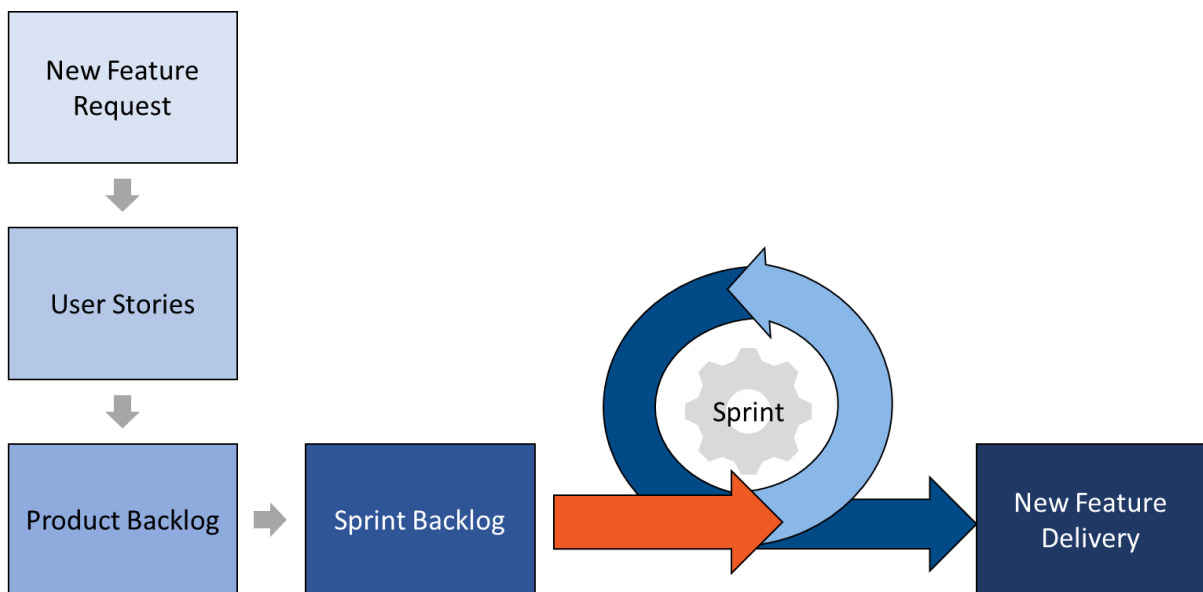 New Feature
Request
User Stories
Product Backlog
Sprint Backlog
Sprint
New Feature
Delivery